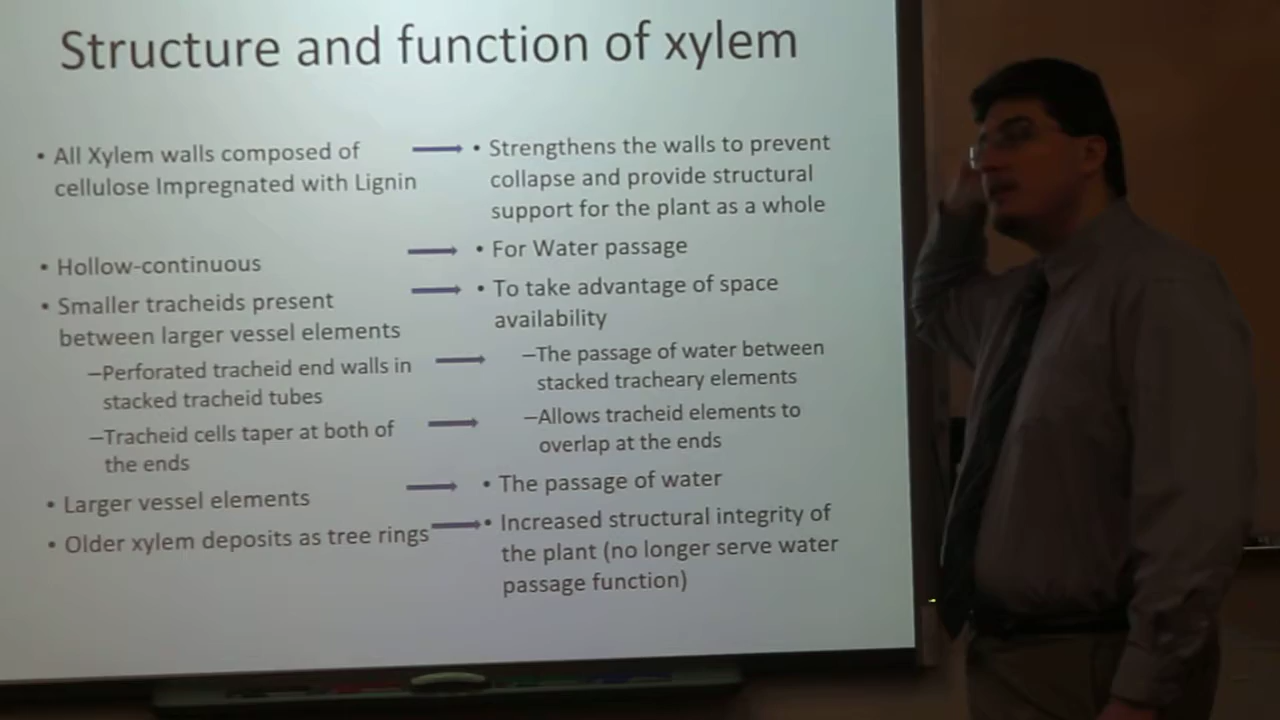 Structure and function of xylem
• All Xylem walls composed of
cellulose Impregnated with Lignin
• Strengthens the walls to prevent
collapse and provide structural
support for the plant as a whole
• Hollow-continuous
• For Water passage
• Smaller tracheids present
between larger vessel elements
• To take advantage of space
availability
–Perforated tracheid end walls in
stacked tracheid tubes
–The passage of water between
stacked tracheary elements
–Tracheid cells taper at both of
the ends
–Allows tracheid elements to
overlap at the ends
• Larger vessel elements
• The passage of water
• Older xylem deposits as tree rings
• Increased structural integrity of
the plant (no longer serve water
passage function)